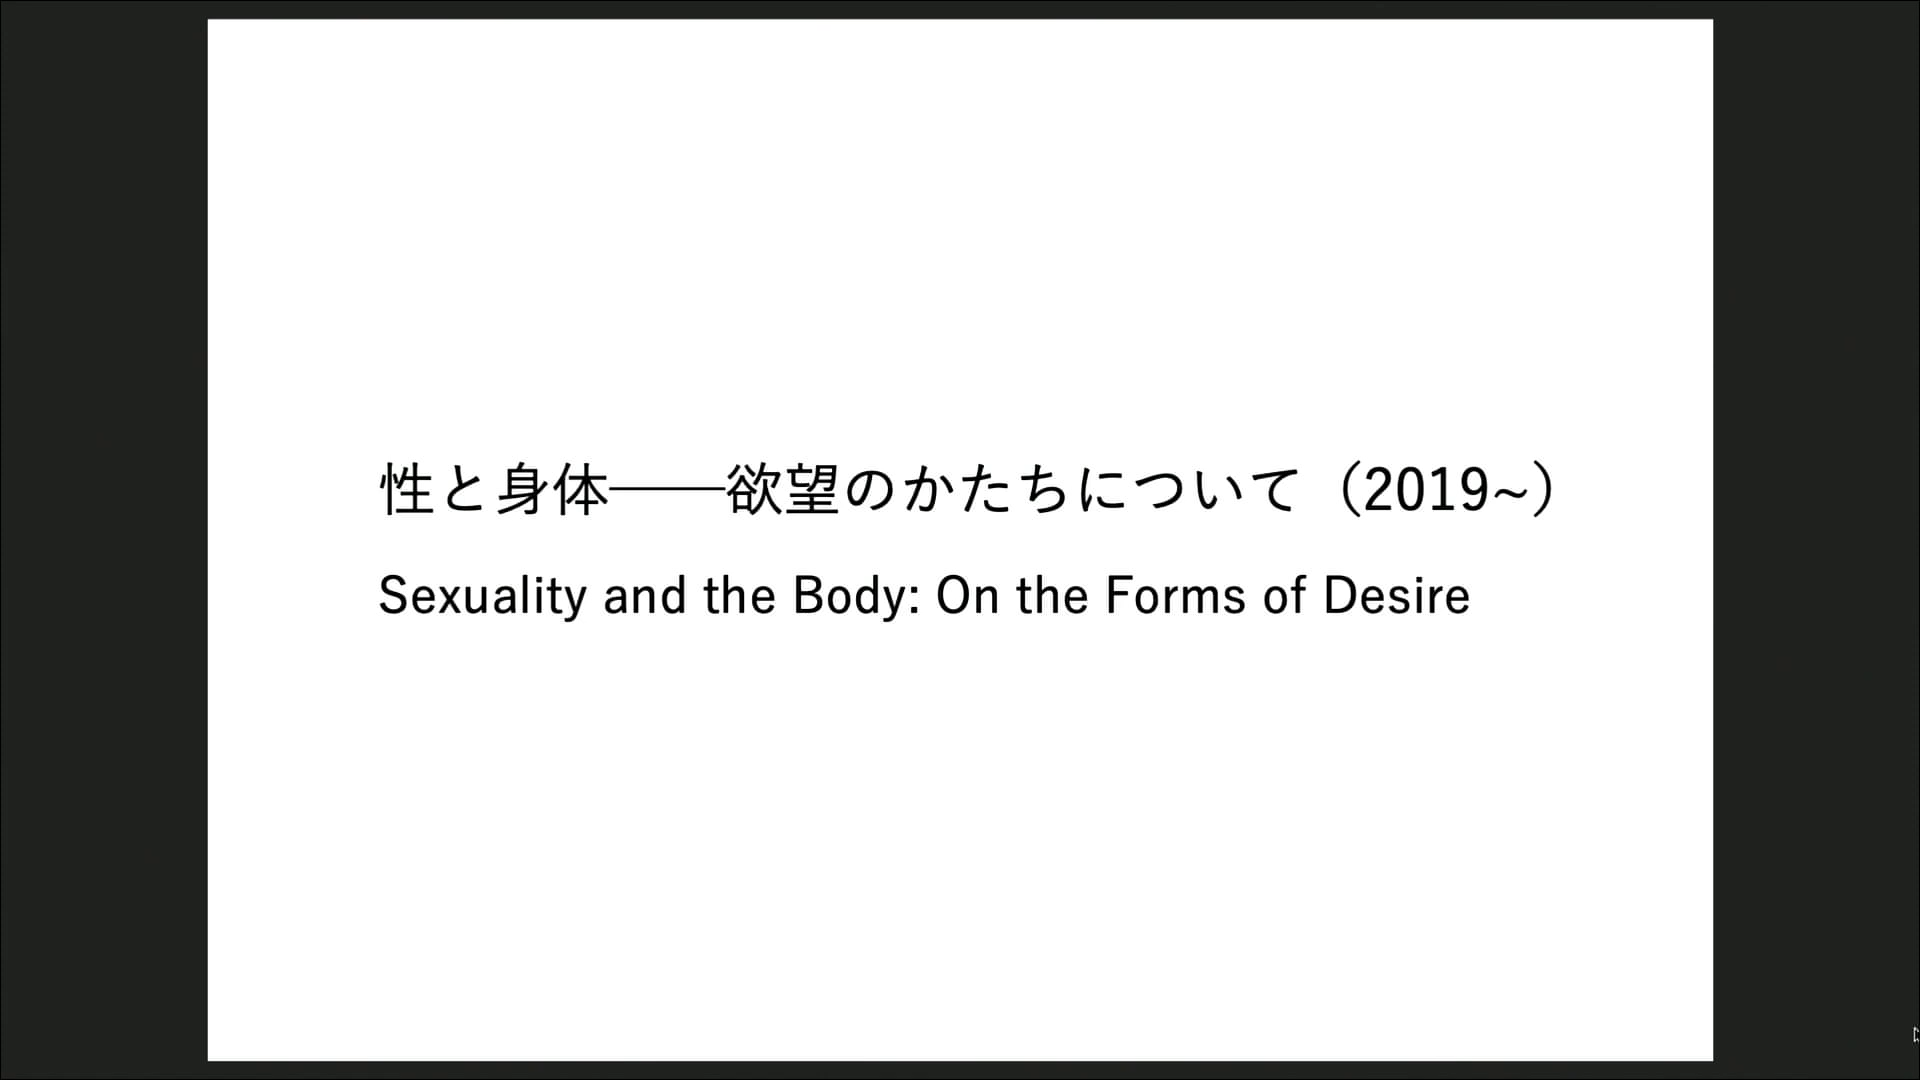 性と身体──欲望のかたちについて（2019~）
Sexuality and the Body: On the Forms of Desire